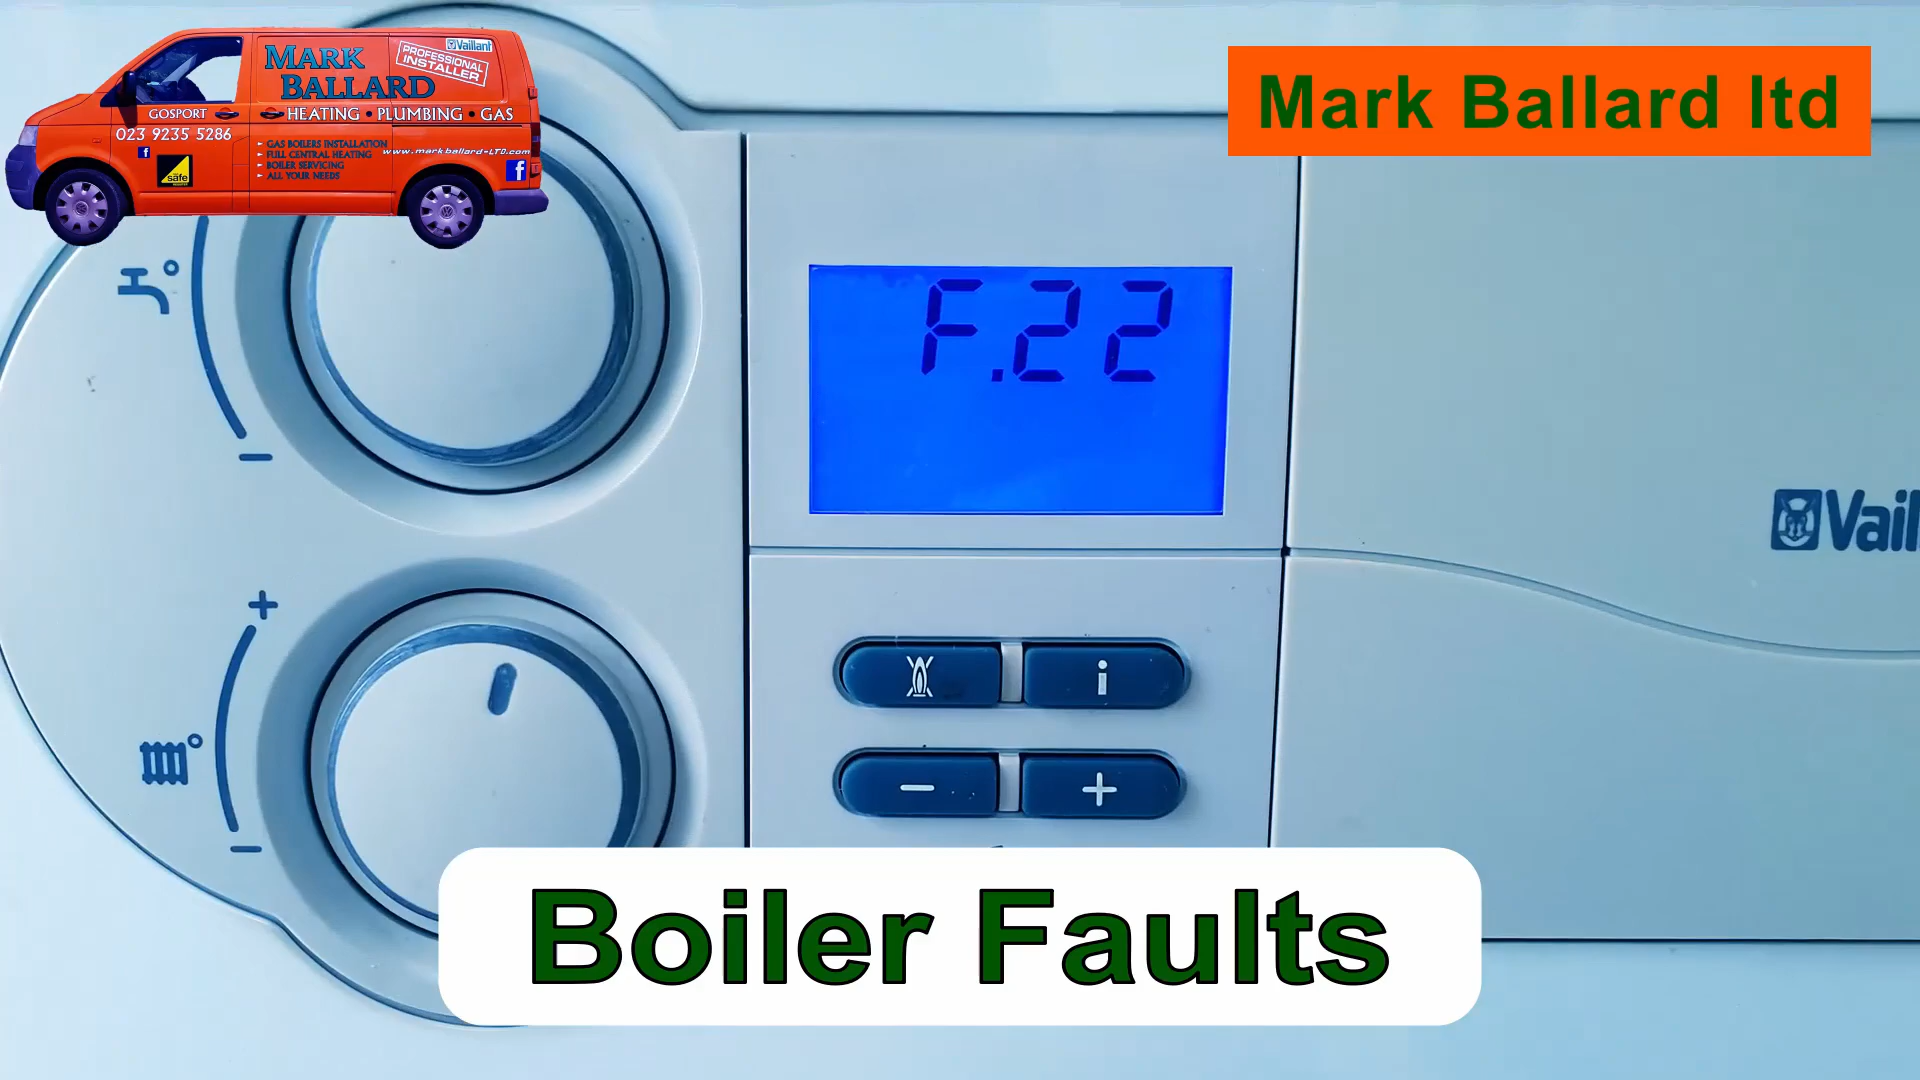 MARK
BALLARD
Vaillant
PROFESSIONAL
INSTALLER
GOSPORT
HEATING • PLUMBING • GAS
023 9235 5286
GAS BOILERS INSTALLATION
FULL CENTRAL HEATING
BOILER SERVICING
ALL YOUR NEEDS
www.markballard-LTD.com
f
f
safe
Mark Ballard ltd
F.22
Vaill
i
Boiler Faults